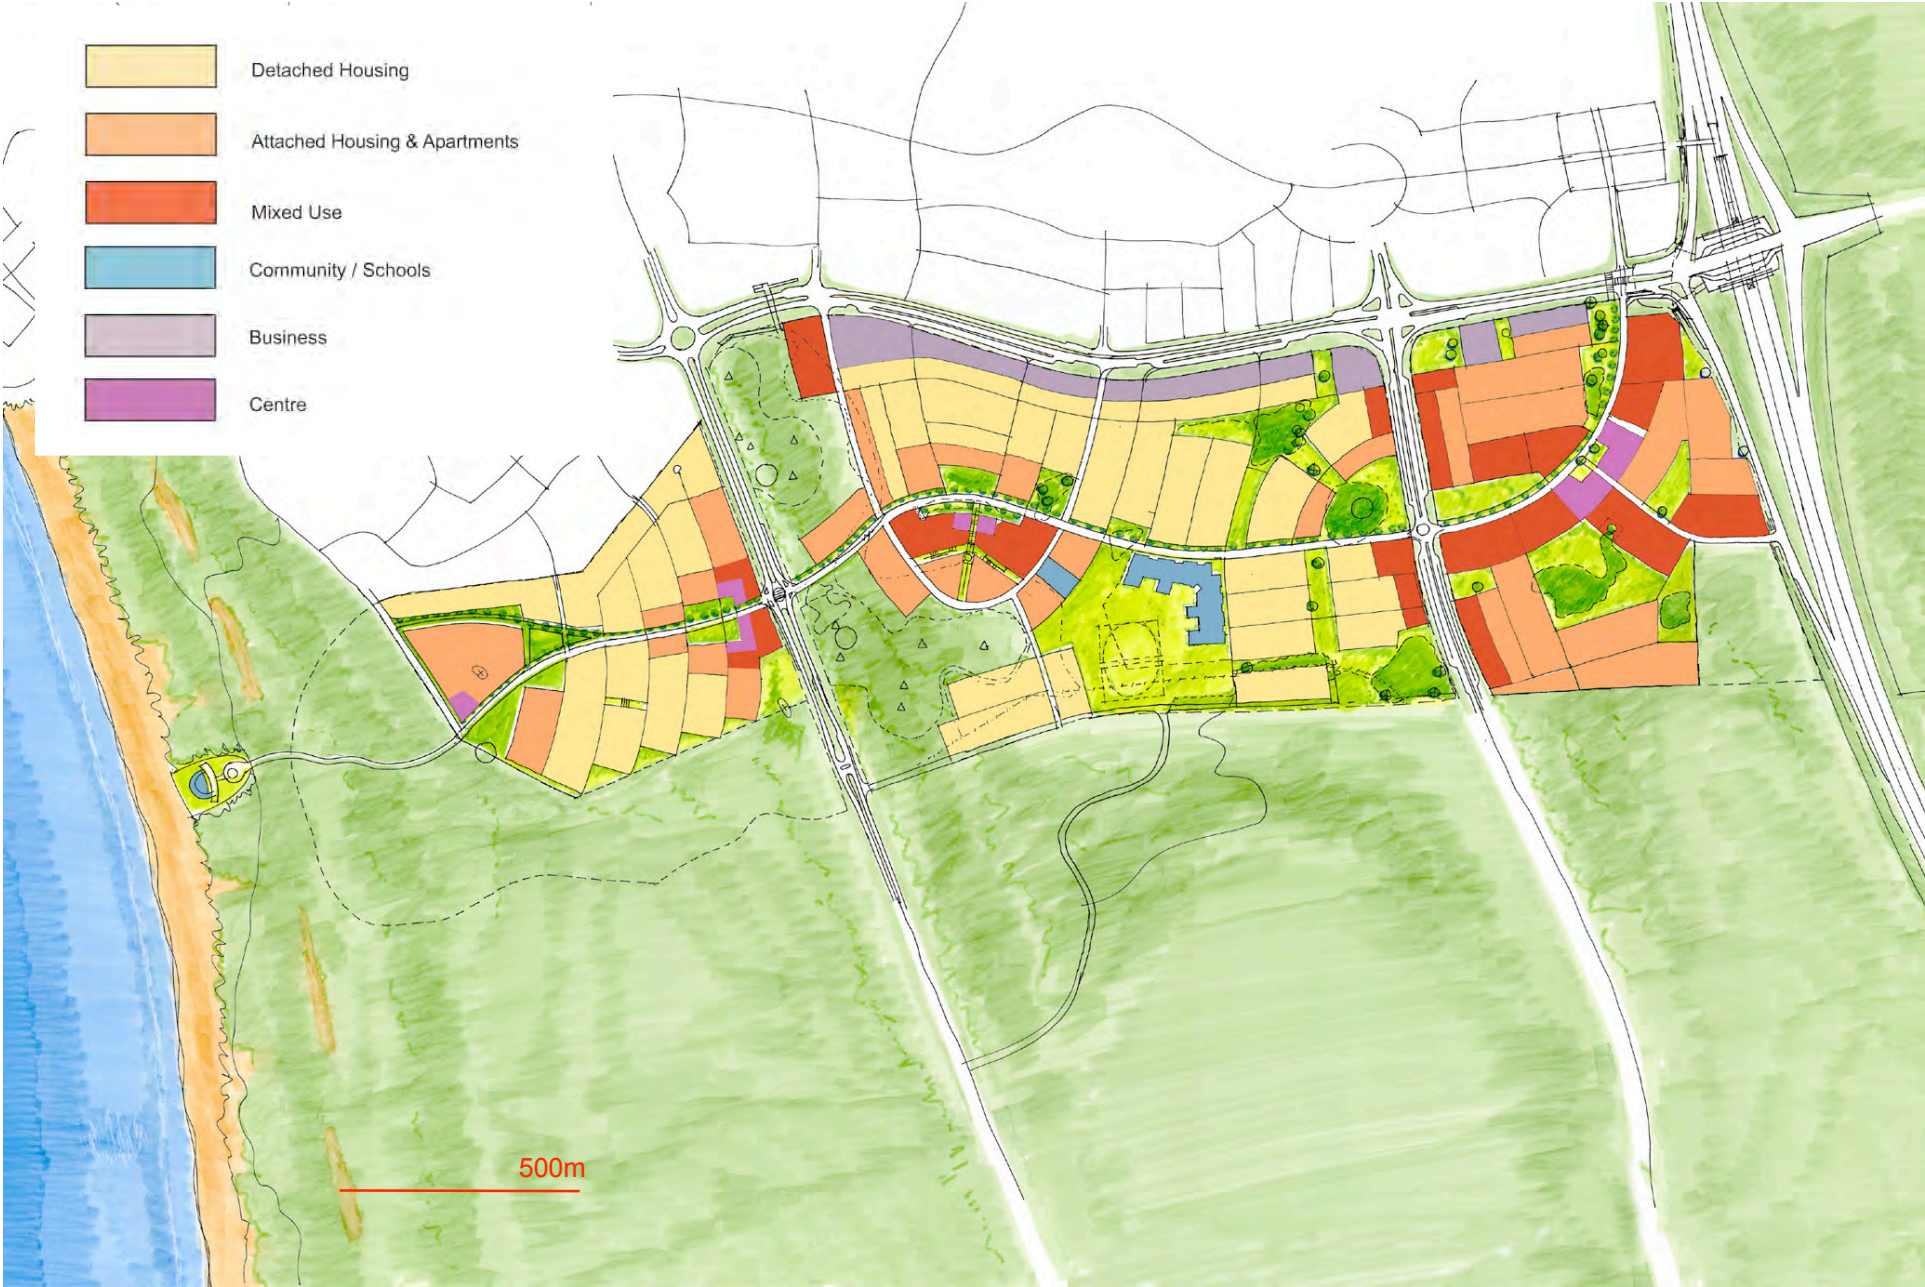 Detached Housing
Attached Housing & Apartments
Mixed Use
Community / Schools
Business
Centre
500m